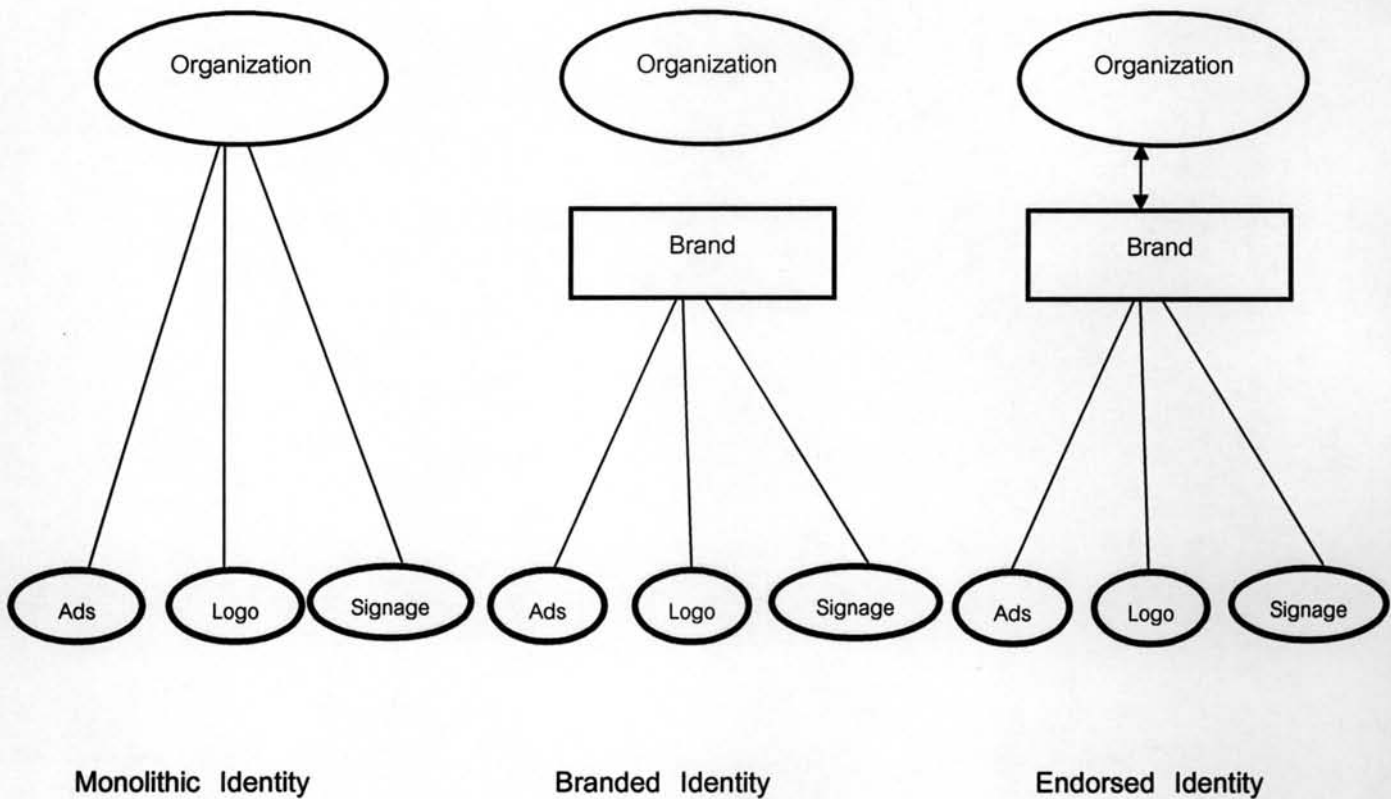 Organization
Organization
Organization
Brand
Brand
Ads
Logo
Signage
Ads
Logo
Signage
Ads
Logo
Signage
Monolithic Identity
Branded Identity
Endorsed Identity